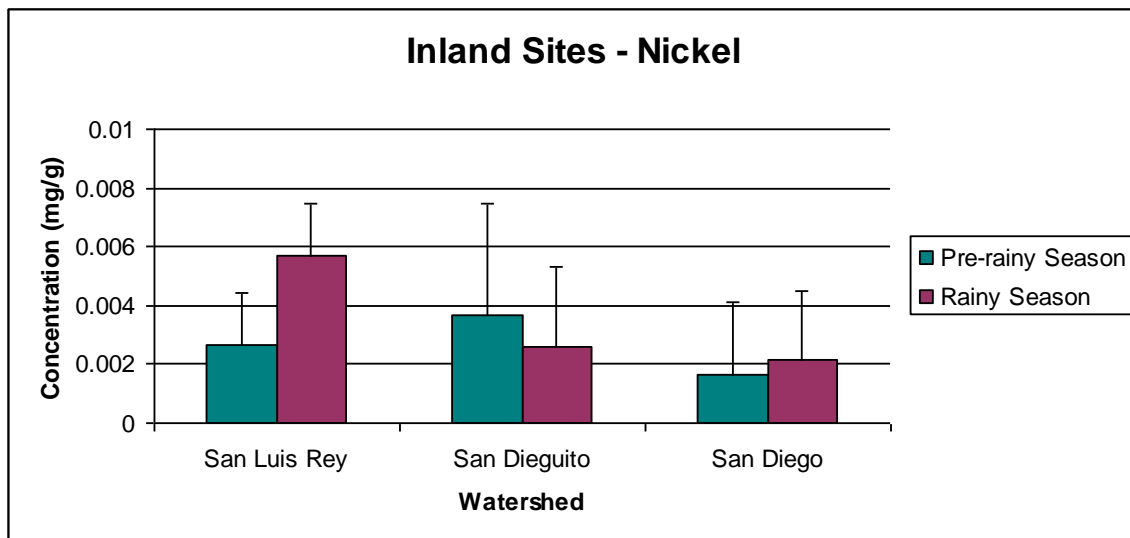 Inland Sites - Nickel
0.01
0.008
0.006
0.004
0.002
0
Concentration (mg/g)
San Luis Rey San Dieguito San Diego
Watershed
Pre-rainy Season
Rainy Season